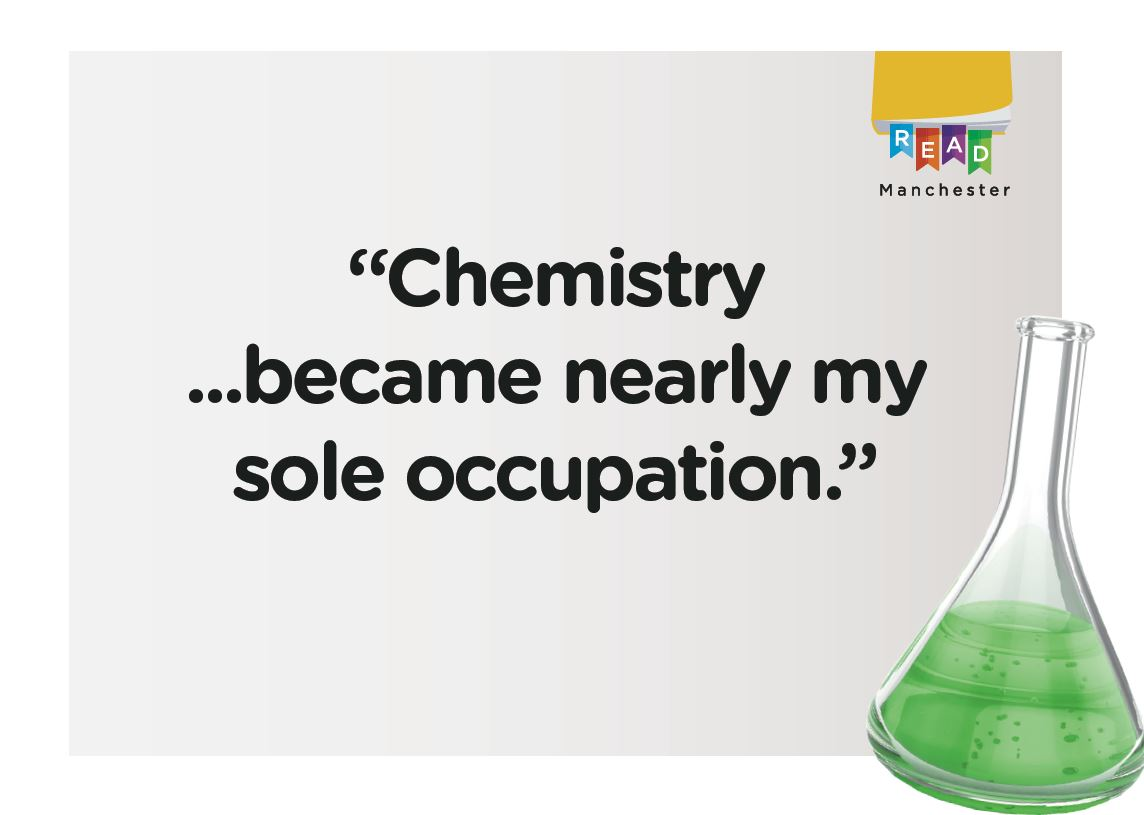 READ
Manchester
“Chemistry
...became nearly my
sole occupation.”